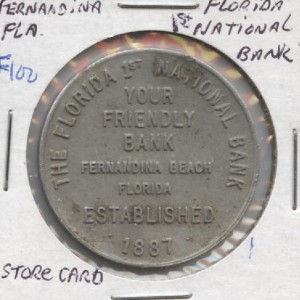 FERNANDINA
FLA.
FLORIDA
1st NATIONAL
BANK
F100
THE FLORIDA 1ST NATIONAL BANK
YOUR
FRIENDLY
BANK
FERNANDINA BEACH
FLORIDA
ESTABLISHED
1887
STORE CARD